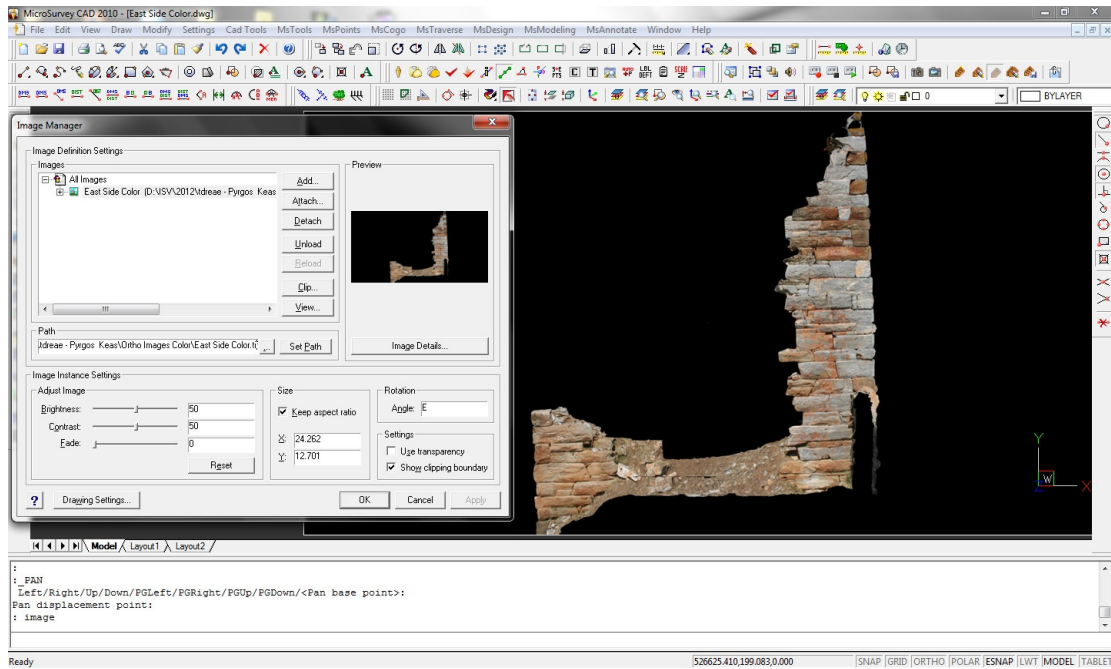 MicroSurvey CAD 2010 - [East Side Color.dwg]
File Edit View Draw Modify Settings Cad Tools MsTools MsPoints MsCogo MsTraverse MsDesign MsModeling MsAnnotate Window Help
0 BYLAYER
Image Manager
Image Definition Settings
Images
Preview
All Images
East Side Color (D:\ISV\2012\tdreae - Pyrgos Keas
Add...
Attach...
Detach
Unload
Reload
Clip...
View...
Path
tdreae - Pyrgos Keas\Ortho Images Color\East Side Color.ti
...
Set Path
Image Details...
Image Instance Settings
Adjust Image
Brightness: 50
Contrast: 50
Fade: 0
Reset
Size
Keep aspect ratio
X: 24.262
Y: 12.701
Rotation
Angle: E
Settings
Use transparency
Show clipping boundary
? Drawing Settings... OK Cancel Apply
Y
W
X
Model Layout1 Layout2
:
: _PAN
Left/Right/Up/Down/PGLeft/PGRight/PGUp/PGDown/<Pan base point>:
Pan displacement point:
: image
Ready 526625.410,199.083,0.000 SNAP GRID ORTHO POLAR ESNAP LWT MODEL TABLET